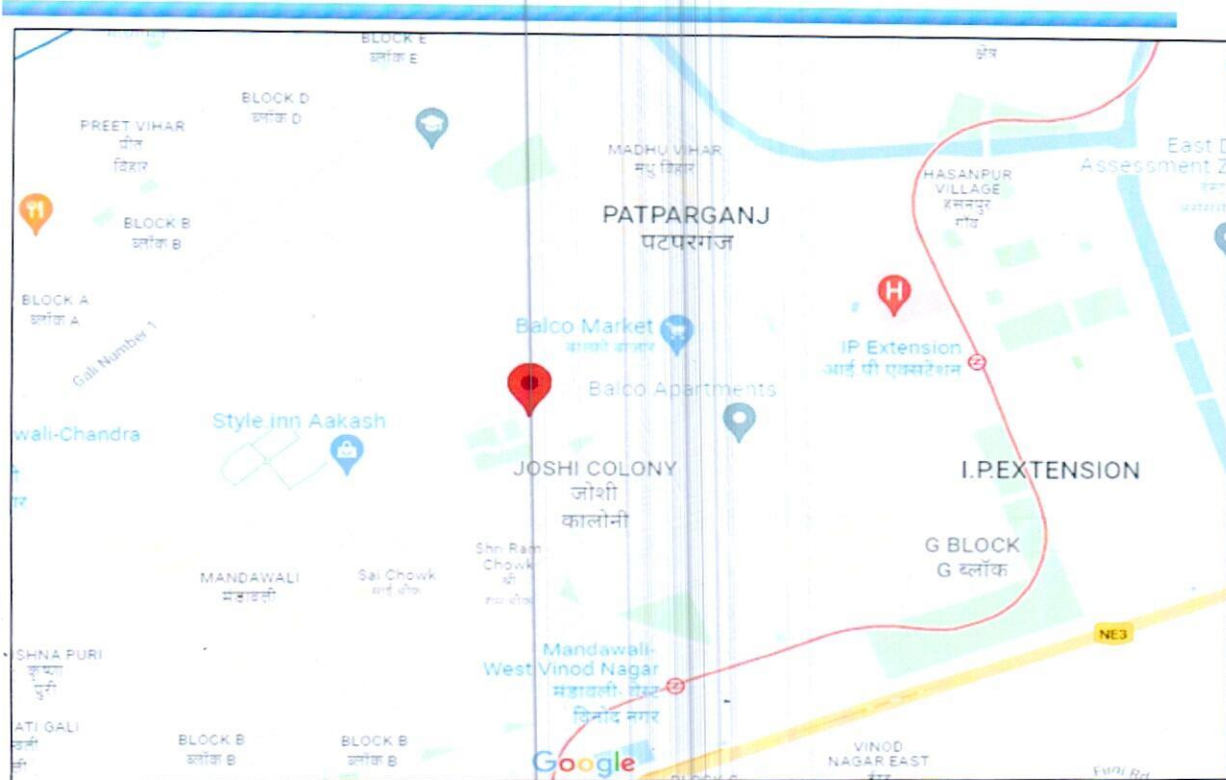 BLOCK E
ब्लॉक E
BLOCK D
ब्लॉक D
PREET VIHAR
प्रीत
विहार
MADHU VIHAR
मधु विहार
HASANPUR
VILLAGE
हसनपुर
गाँव
East D
Assessment Z
BLOCK B
ब्लॉक B
PATPARGANJ
पटपरगंज
H
BLOCK A
ब्लॉक A
Gali Number 1
Balco Market
बालको बाजार
IP Extension
आई पी एक्सटेंशन
Balco Apartments
Style.inn Aakash
wali-Chandra
JOSHI COLONY
जोशी
कालोनी
I.P.EXTENSION
G BLOCK
G ब्लॉक
Shri Ram
Chowk
श्री
राम चौक
MANDAWALI
मंडावली
Sai Chowk
साई चौक
NE3
Mandawali-
West Vinod Nagar
मंडावली- वेस्ट
विनोद नगर
SHNA PURI
कृष्णा
पुरी
ATI GALI
BLOCK B
ब्लॉक B
BLOCK B
ब्लॉक B
Google
VINOD
NAGAR EAST